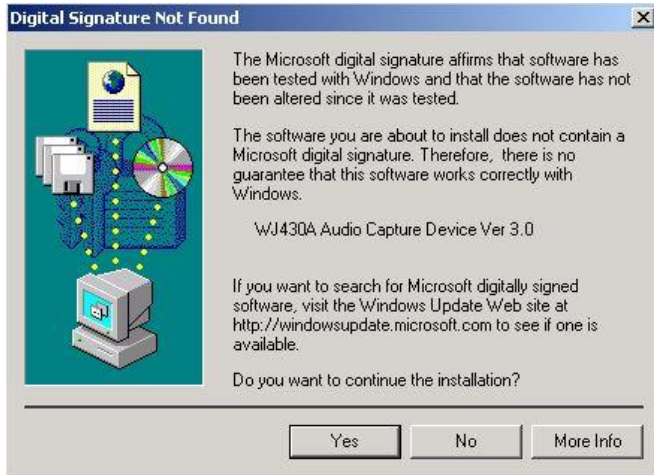 Digital Signature Not Found
The Microsoft digital signature affirms that software has
been tested with Windows and that the software has not
been altered since it was tested.
The software you are about to install does not contain a
Microsoft digital signature. Therefore, there is no
guarantee that this software works correctly with
Windows.
WJ430A Audio Capture Device Ver 3.0
If you want to search for Microsoft digitally signed
software, visit the Windows Update Web site at
http://windowsupdate.microsoft.com to see if one is
available.
Do you want to continue the installation?
Yes No More Info